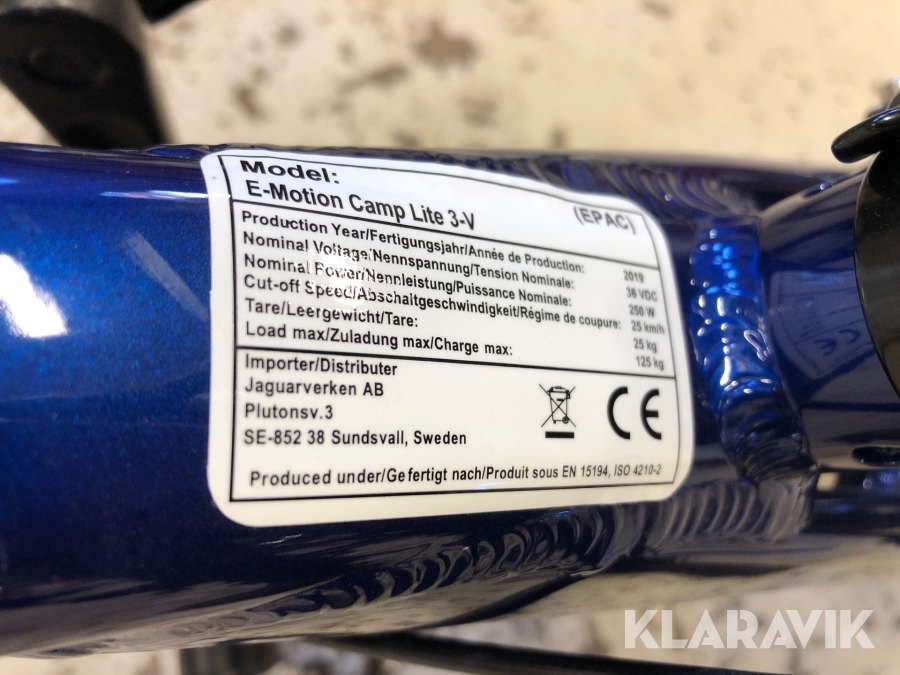 Model:
E-Motion Camp Lite 3-V (EPAC)
Production Year/Fertigungsjahr/Année de Production: 2019
Nominal Voltage/Nennspannung/Tension Nominale: 36 VDC
Nominal Power/Nennleistung/Puissance Nominale: 250 W
Cut-off Speed/Abschaltgeschwindigkeit/Régime de coupure: 25 km/h
Tare/Leergewicht/Tare: 25 kg
Load max/Zuladung max/Charge max: 125 kg
Importer/Distributer
Jaguarverken AB
Plutonsv.3
SE-852 38 Sundsvall, Sweden
CE
Produced under/Gefertigt nach/Produit sous EN 15194, ISO 4210-2
KLARAVIK